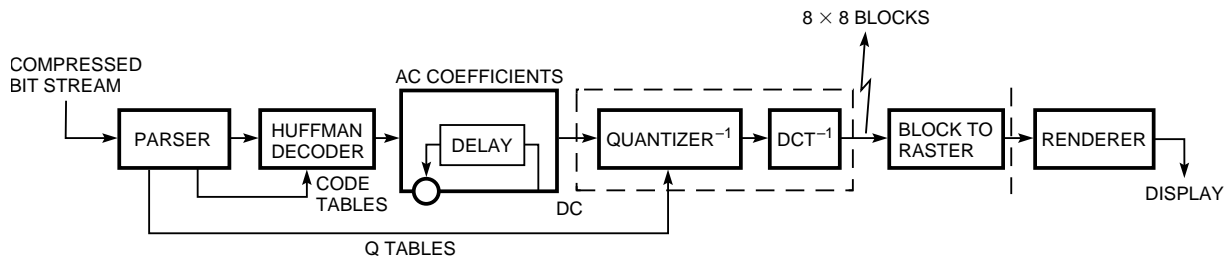 8 × 8 BLOCKS
COMPRESSED
BIT STREAM
AC COEFFICIENTS
PARSER
HUFFMAN
DECODER
DELAY
QUANTIZER⁻¹
DCT⁻¹
BLOCK TO
RASTER
RENDERER
CODE
TABLES
DC
DISPLAY
Q TABLES